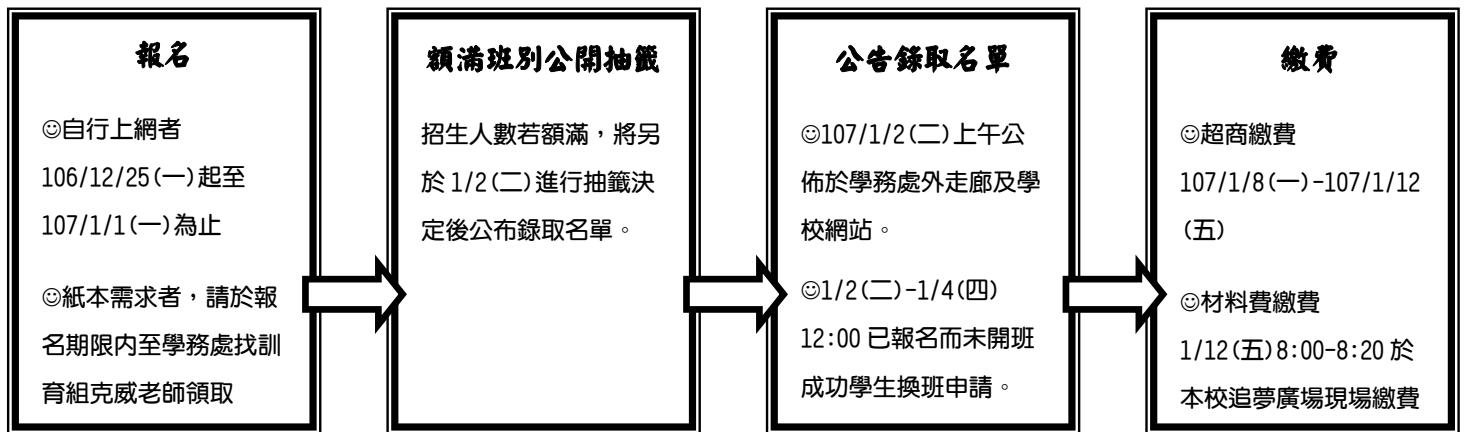 報名
☺自行上網者
106/12/25(一)起至
107/1/1(一)為止
☺紙本需求者，請於報
名期限內至學務處找訓
育組克威老師領取
額滿班別公開抽籤
招生人數若額滿，將另
於1/2(二)進行抽籤決
定後公布錄取名單。
公告錄取名單
☺107/1/2(二)上午公
佈於學務處外走廊及學
校網站。
☺1/2(二)-1/4(四)
12:00 已報名而未開班
成功學生換班申請。
繳費
☺超商繳費
107/1/8(一)-107/1/12
(五)
☺材料費繳費
1/12(五)8:00-8:20 於
本校追夢廣場現場繳費